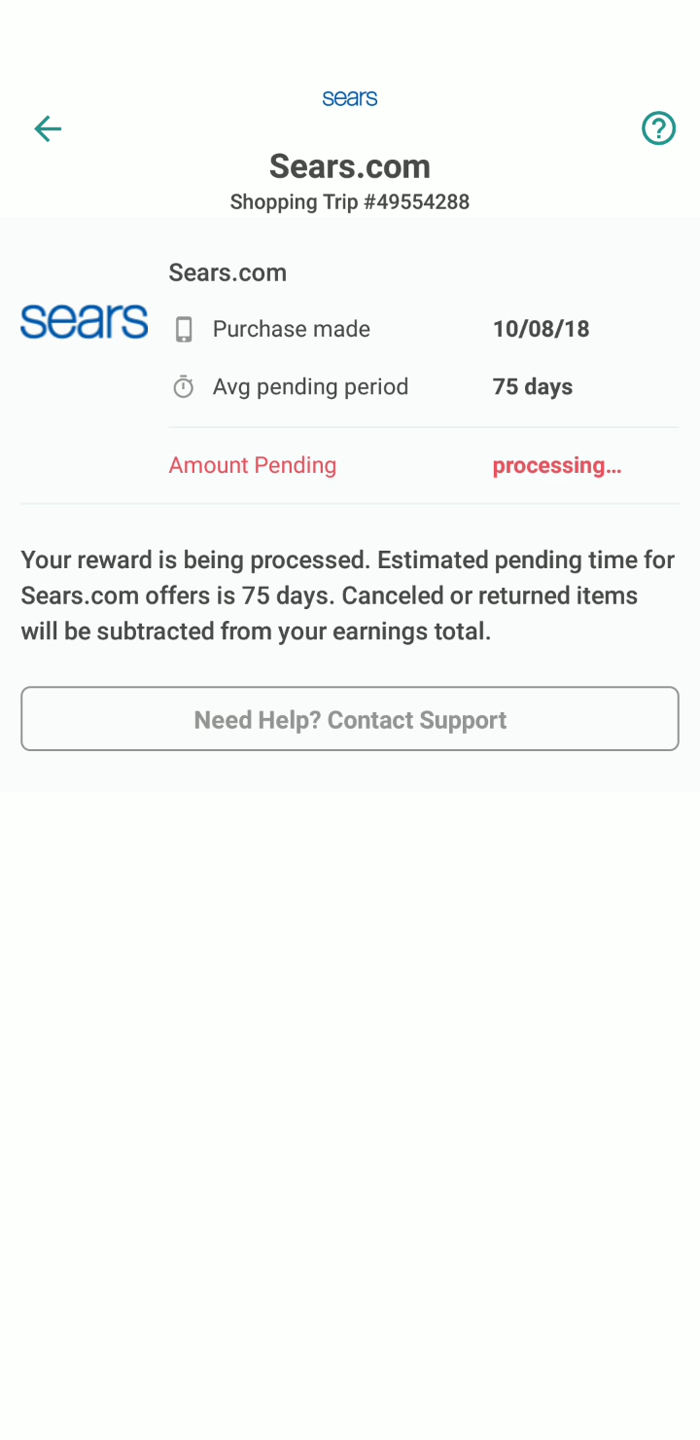 sears
Sears.com
Shopping Trip #49554288
Sears.com
sears
Purchase made 10/08/18
Avg pending period 75 days
Amount Pending processing...
Your reward is being processed. Estimated pending time for
Sears.com offers is 75 days. Canceled or returned items
will be subtracted from your earnings total.
Need Help? Contact Support